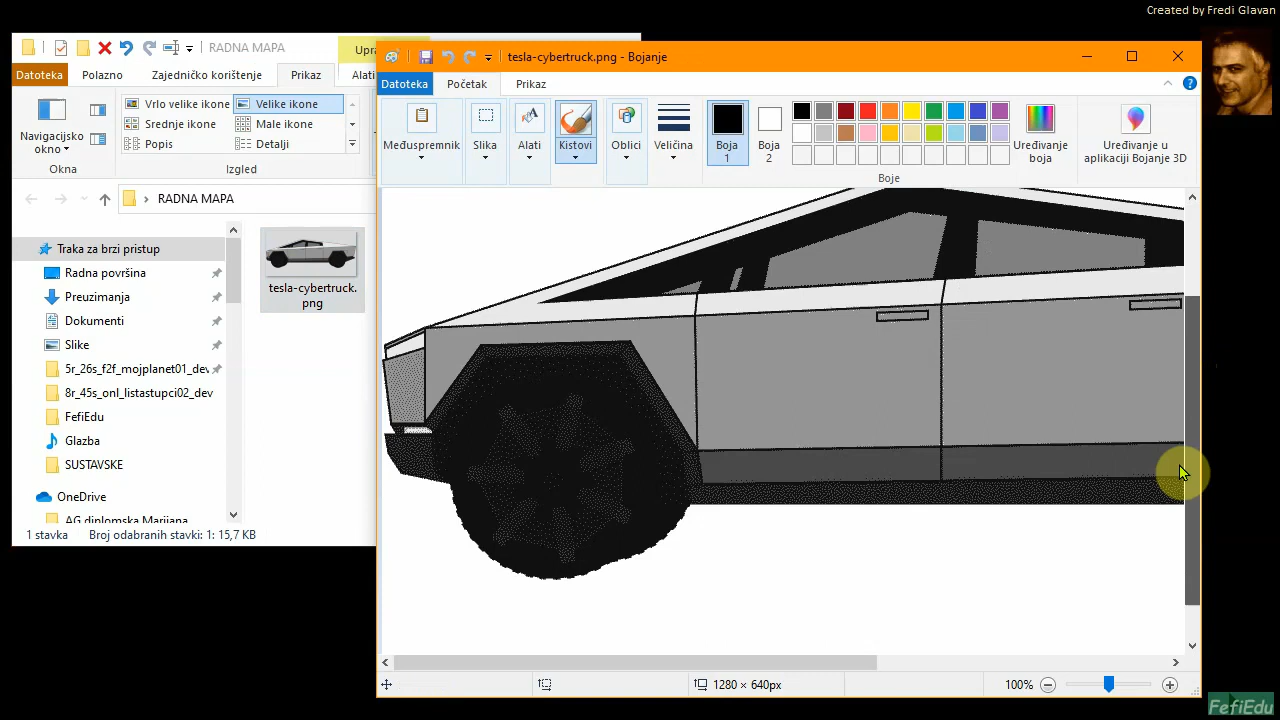 Created by Fredi Glavan
RADNA MAPA
Upra
Datoteka
Polazno
Zajedničko korištenje
Prikaz
Alati
Navigacijsko
okno
Vrlo velike ikone
Srednje ikone
Popis
Velike ikone
Male ikone
Detalji
Okna
Izgled
RADNA MAPA
Traka za brzi pristup
Radna površina
Preuzimanja
Dokumenti
Slike
5r_26s_f2f_mojplanet01_dev
8r_45s_onl_listastupci02_dev
FefiEdu
Glazba
SUSTAVSKE
OneDrive
AG diplomska Marijana
tesla-cybertruck.
png
1 stavka
Broj odabranih stavki: 1: 15,7 KB
tesla-cybertruck.png - Bojanje
Datoteka
Početak
Prikaz
Međuspremnik
Slika
Alati
Kistovi
Oblici
Veličina
Boja
1
Boja
2
Uređivanje
boja
Uređivanje u
aplikaciji Bojanje 3D
Boje
1280 × 640px
100%
FefiEdu